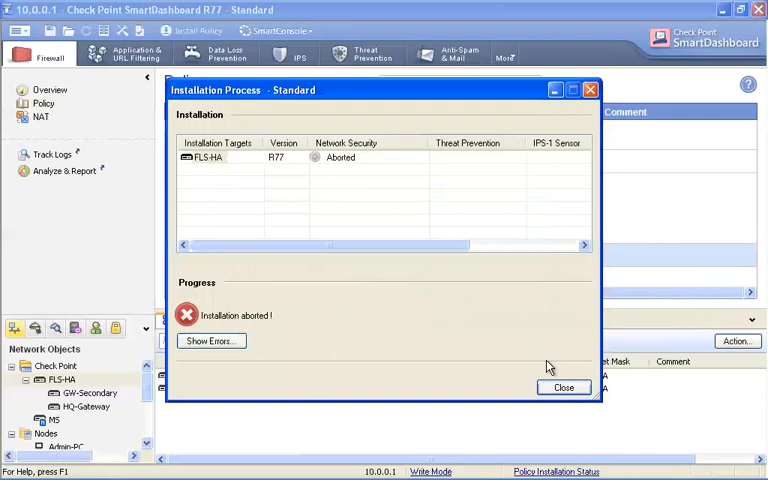 10.0.0.1 - Check Point SmartDashboard R77 - Standard
Install Policy
SmartConsole
Check Point
SmartDashboard
Firewall
Application &
URL Filtering
Data Loss
Prevention
IPS
Threat
Prevention
Anti-Spam
& Mail
More
Overview
Policy
NAT
Track Logs
Analyze & Report
Comment
Installation Process - Standard
Installation
Installation Targets Version Network Security Threat Prevention IPS-1 Sensor
FLS-HA R77 Aborted
Progress
Installation aborted !
Show Errors...
Close
Action...
Mask Comment
Network Objects
Check Point
FLS-HA
GW-Secondary
HQ-Gateway
MS
Nodes
Admin-PC
For Help, press F1
10.0.0.1
Write Mode
Policy Installation Status